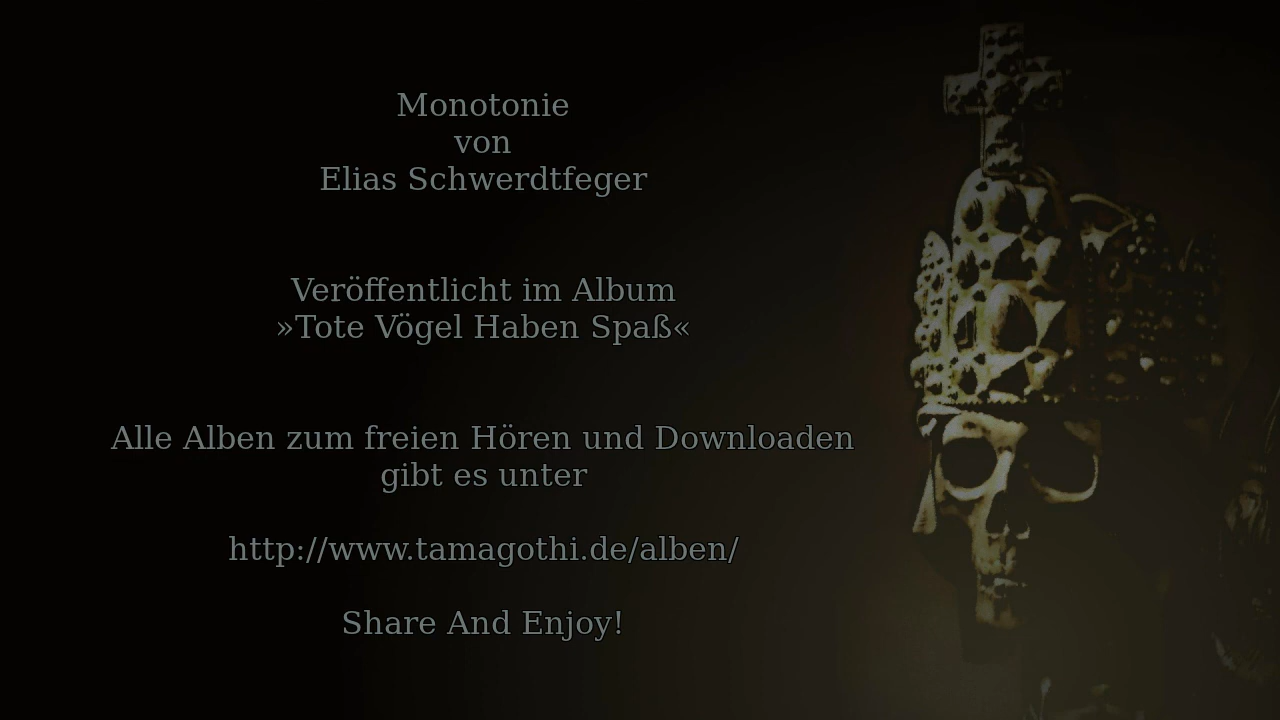 Monotonie
von
Elias Schwerdtfeger
Veröffentlicht im Album
»Tote Vögel Haben Spaß«
Alle Alben zum freien Hören und Downloaden
gibt es unter
http://www.tamagothi.de/alben/
Share And Enjoy!